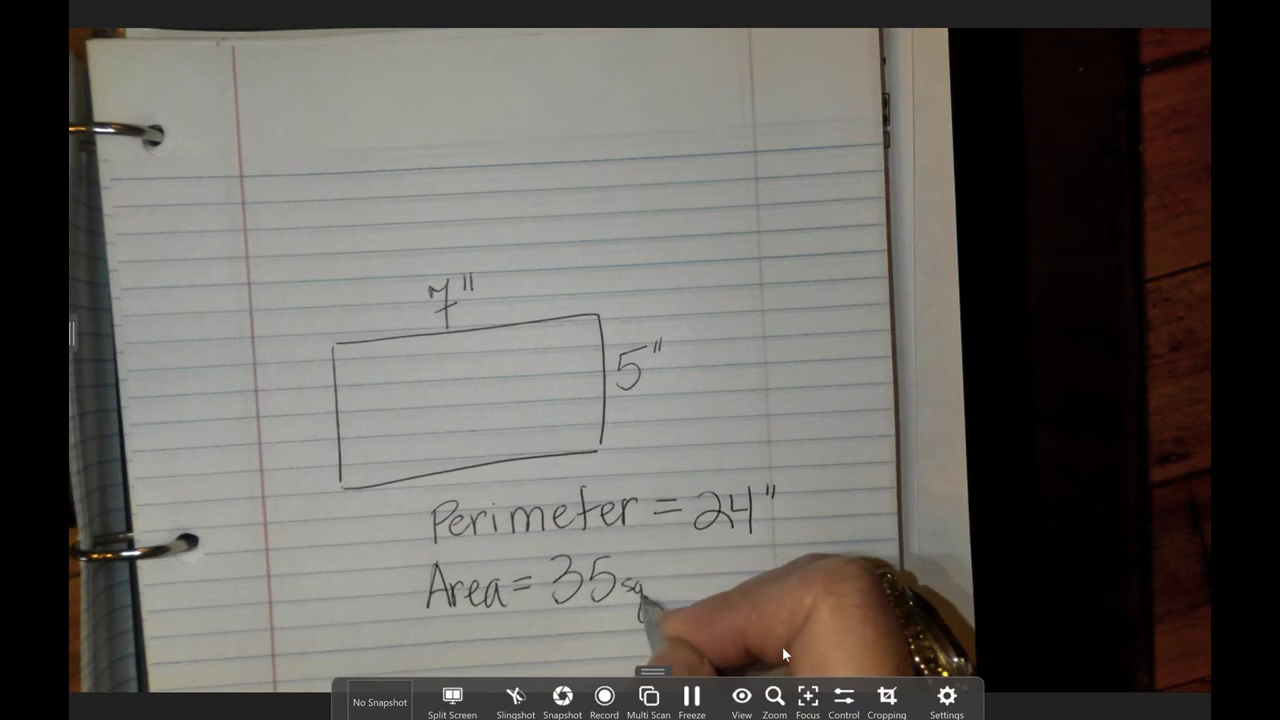 7"
5"
Perimeter = 24"
Area = 35 sq
No Snapshot
Split Screen
Slingshot
Snapshot
Record
Multi Scan
Freeze
View
Zoom
Focus
Control
Cropping
Settings